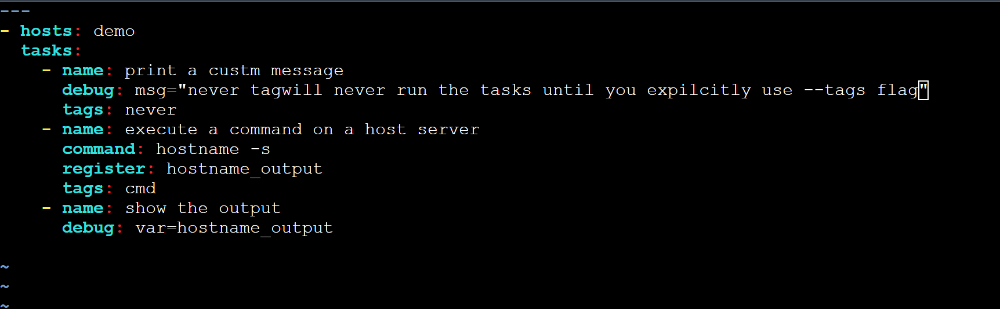 ---
- hosts: demo
  tasks:
    - name: print a custm message
      debug: msg="never tagwill never run the tasks until you expilcitly use --tags flag"
      tags: never
    - name: execute a command on a host server
      command: hostname -s
      register: hostname_output
      tags: cmd
    - name: show the output
      debug: var=hostname_output
~
~
~